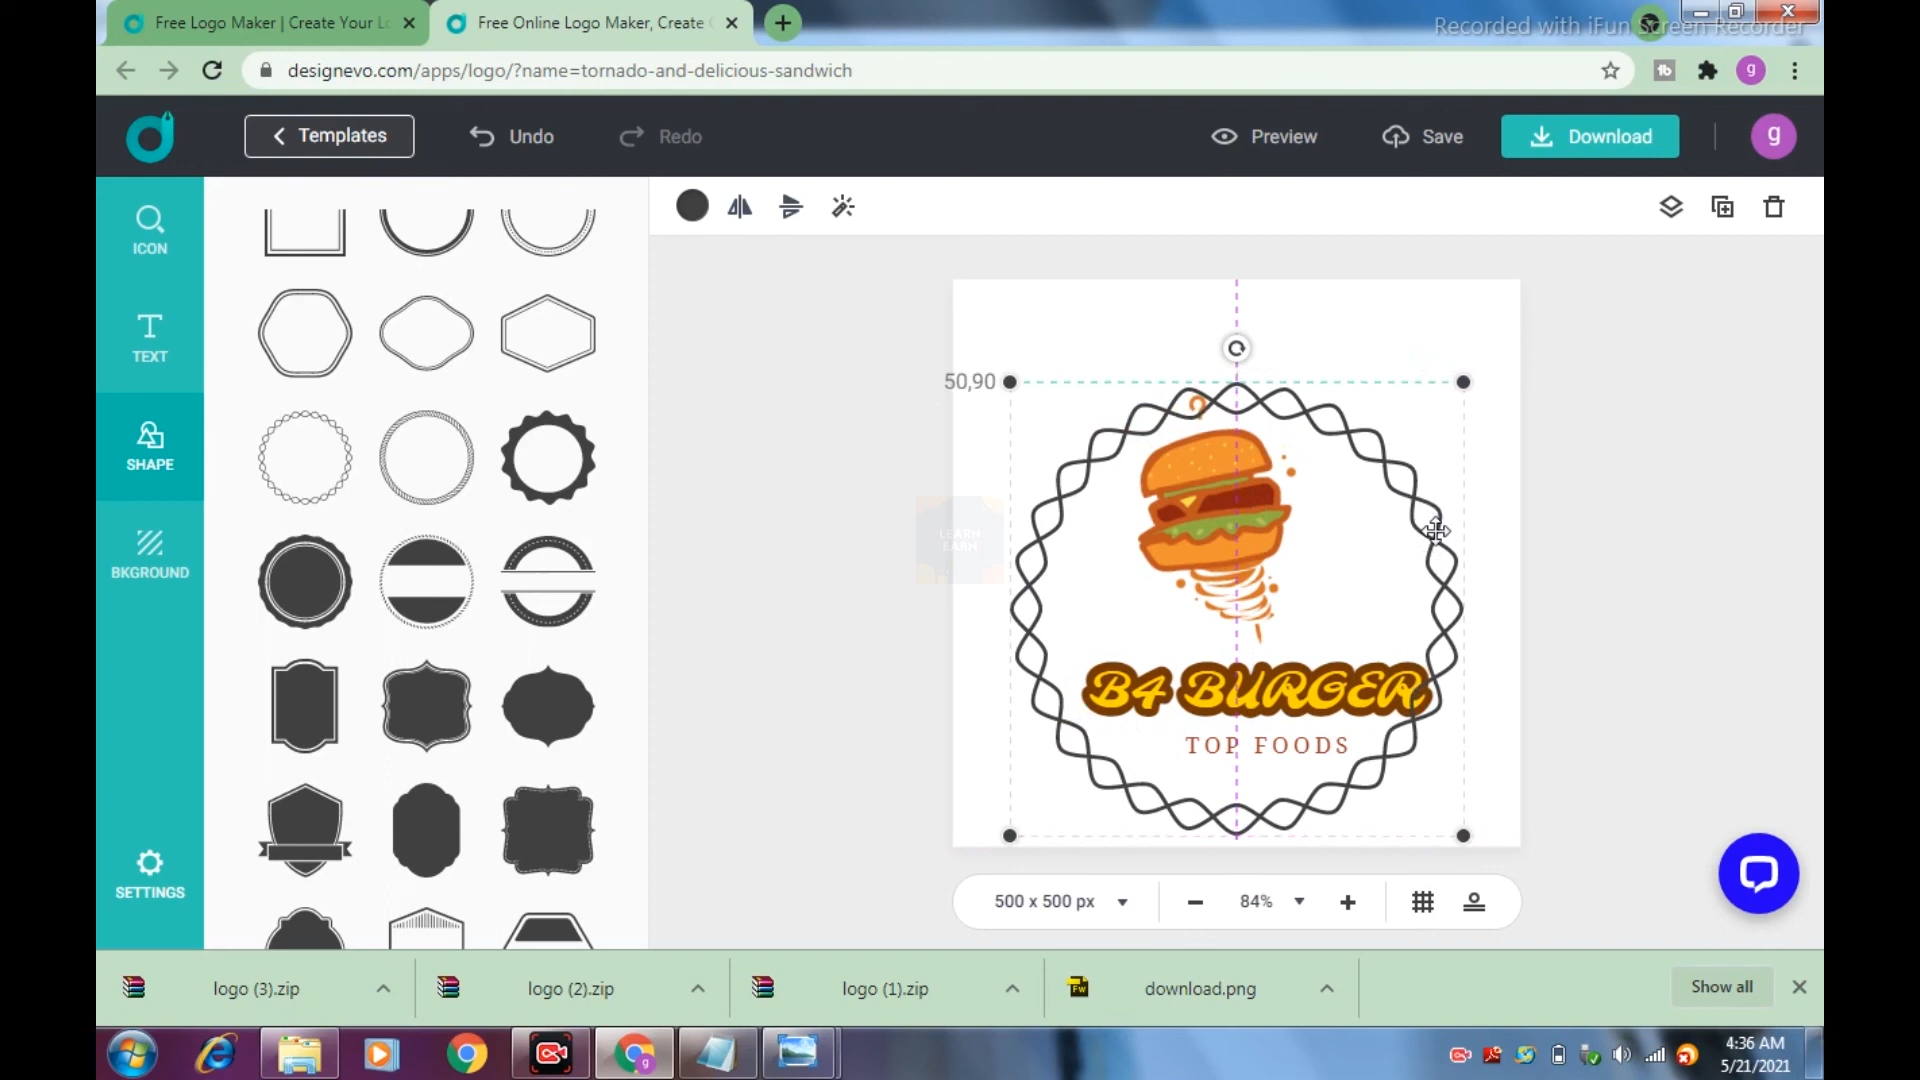 Free Logo Maker | Create Your Lo
Free Online Logo Maker, Create
Recorded with iFun Screen Recorder
designevo.com/apps/logo/?name=tornado-and-delicious-sandwich
g
Templates
Undo
Redo
Preview
Save
Download
g
ICON
TEXT
SHAPE
BKGROUND
SETTINGS
50,90
LEARN
EARN
B4 BURGER
TOP FOODS
500 x 500 px
84%
logo (3).zip
logo (2).zip
logo (1).zip
download.png
Show all
4:36 AM
5/21/2021